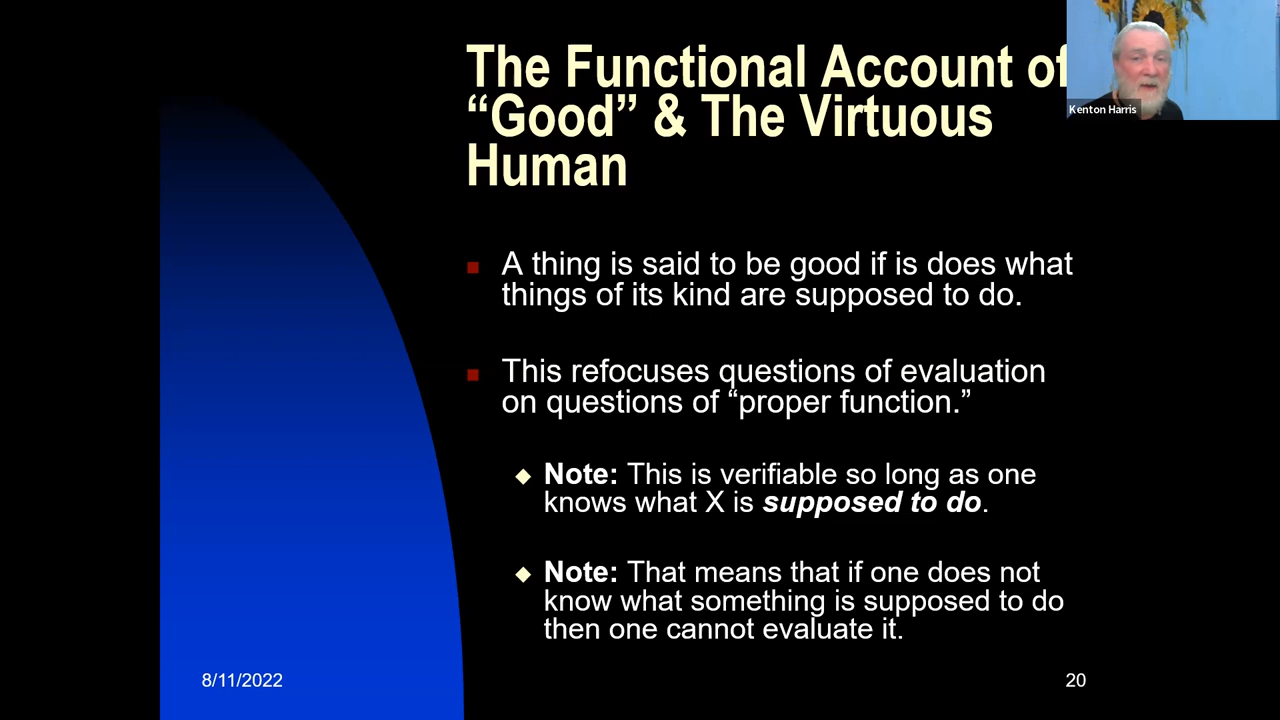 The Functional Account of
“Good” & The Virtuous
Human
Kenton Harris
A thing is said to be good if is does what
things of its kind are supposed to do.
This refocuses questions of evaluation
on questions of “proper function.”
Note: This is verifiable so long as one
knows what X is supposed to do.
Note: That means that if one does not
know what something is supposed to do
then one cannot evaluate it.
8/11/2022
20